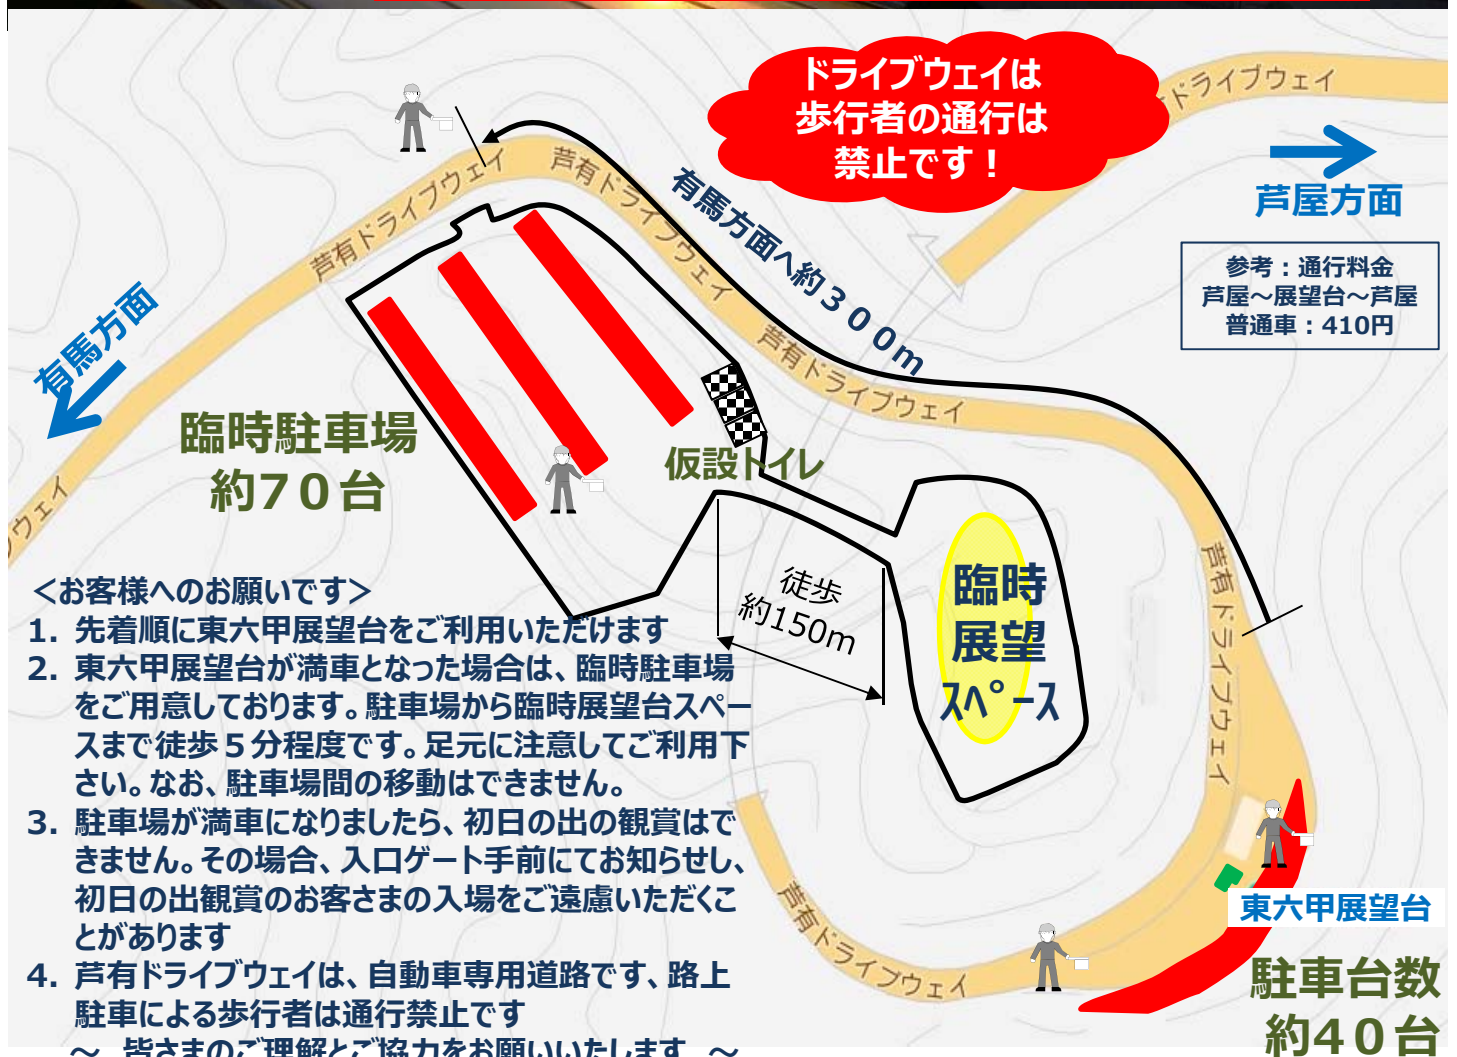 ドライブウェイは
歩行者の通行は
禁止です！
ドライブウェイ
芦屋方面
参考：通行料金
芦屋～展望台～芦屋
普通車：410円
芦有ドライブウェイ
芦有ドライブウェイ
有馬方面へ約３００ｍ
芦有ドライブウェイ
有馬方面
臨時駐車場
約７０台
仮設トイレ
ウェイ
徒歩
約150m
臨時
展望
スペース
芦有ドライブウェイ
＜お客様へのお願いです＞
1. 先着順に東六甲展望台をご利用いただけます
2. 東六甲展望台が満車となった場合は、臨時駐車場
をご用意しております。駐車場から臨時展望台スペー
スまで徒歩５分程度です。足元に注意してご利用下
さい。なお、駐車場間の移動はできません。
3. 駐車場が満車になりましたら、初日の出の観賞はで
きません。その場合、入口ゲート手前にてお知らせし、
初日の出観賞のお客さまの入場をご遠慮いただくこ
とがあります
4. 芦有ドライブウェイは、自動車専用道路です、路上
駐車による歩行者は通行禁止です
～ 皆さまのご理解とご協力をお願いいたします ～
芦有ドライブウェイ
東六甲展望台
駐車台数
約４０台